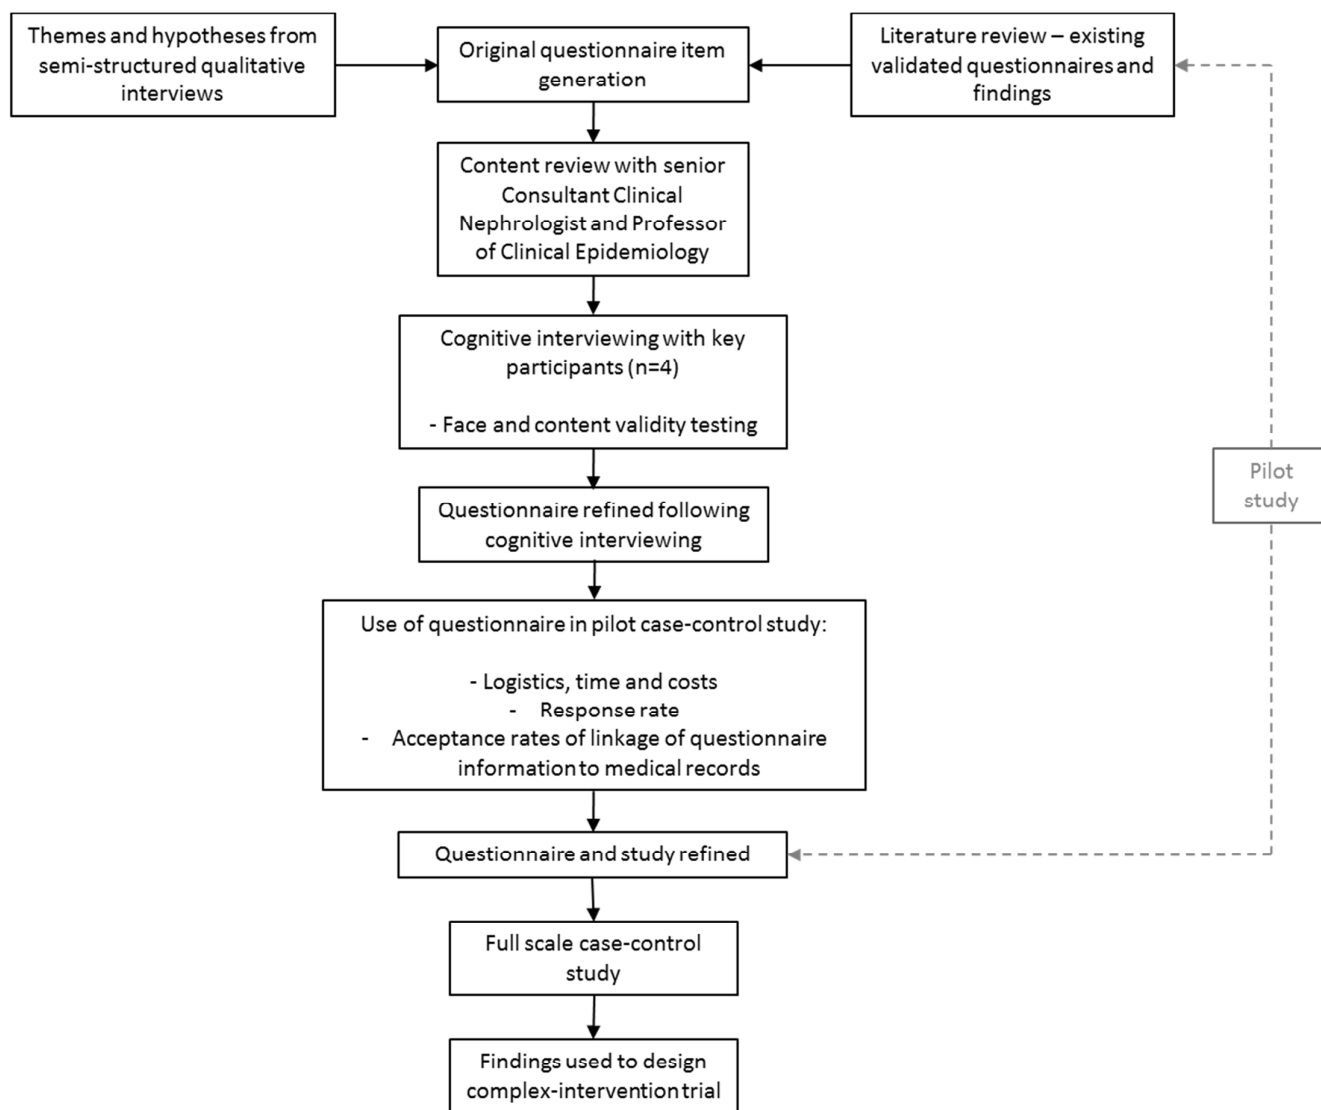 Themes and hypotheses from
semi-structured qualitative
interviews
Original questionnaire item
generation
Literature review – existing
validated questionnaires and
findings
Content review with senior
Consultant Clinical
Nephrologist and Professor
of Clinical Epidemiology
Cognitive interviewing with key
participants (n=4)
- Face and content validity testing
Questionnaire refined following
cognitive interviewing
Pilot
study
Use of questionnaire in pilot case-control study:
- Logistics, time and costs
- Response rate
- Acceptance rates of linkage of questionnaire
information to medical records
Questionnaire and study refined
Full scale case-control
study
Findings used to design
complex-intervention trial